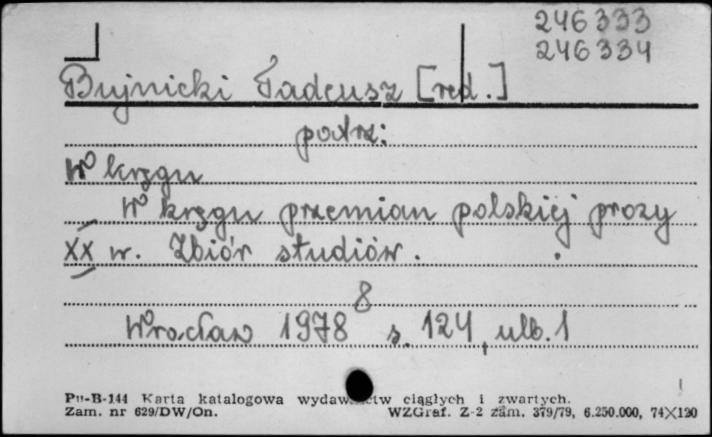 246333
246334
Bujnicki Tadeusz [red.]
patrz:
W kręgu
W kręgu przemian polskiej prozy
XX w. Zbiór studiów.
8
Wrocław 1978 s. 124, ulb. 1
Pu-B-144 Karta katalogowa wydawnictw ciągłych i zwartych.
Zam. nr 629/DW/On. WZGraf. Z-2 zam. 379/79, 6.250.000, 74X120